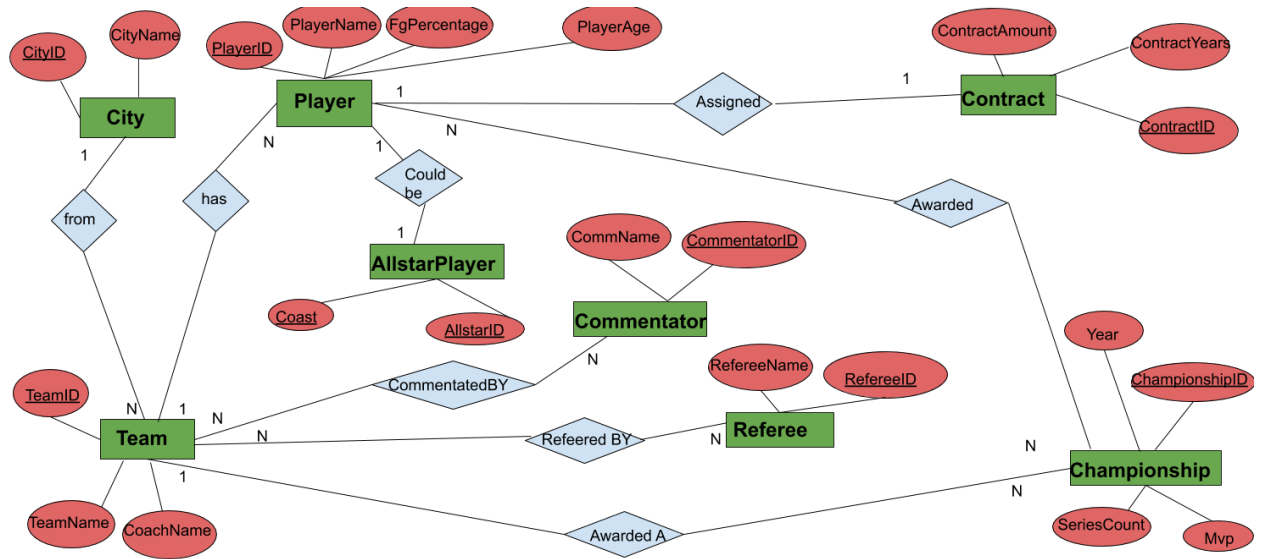 PlayerName
FgPercentage
PlayerAge
CityID
CityName
PlayerID
ContractAmount
ContractYears
City
Player
1
Assigned
1
Contract
ContractID
N
N
1
1
from
has
Could
be
Awarded
1
AllstarPlayer
CommName
CommentatorID
Coast
AllstarID
Commentator
Year
N
RefereeName
RefereeID
ChampionshipID
CommentatedBY
TeamID
N
1
N
N
Team
Refeered BY
N
Referee
N
1
N
Championship
TeamName
CoachName
Awarded A
SeriesCount
Mvp